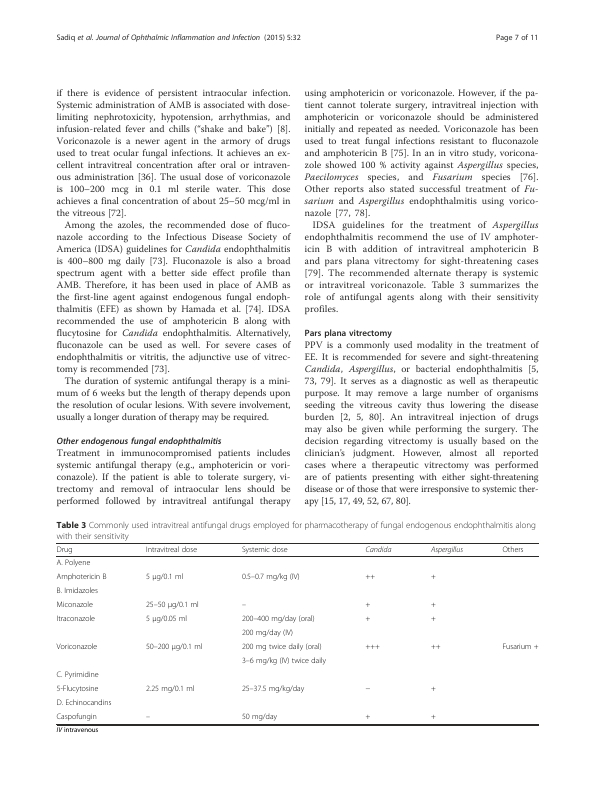 Sadiq et al. Journal of Ophthalmic Inflammation and Infection (2015) 5:32
Page 7 of 11
if there is evidence of persistent intraocular infection.
Systemic administration of AMB is associated with dose-
limiting nephrotoxicity, hypotension, arrhythmias, and
infusion-related fever and chills (“shake and bake”) [8].
Voriconazole is a newer agent in the armory of drugs
used to treat ocular fungal infections. It achieves an ex-
cellent intravitreal concentration after oral or intraven-
ous administration [36]. The usual dose of voriconazole
is 100–200 mcg in 0.1 ml sterile water. This dose
achieves a final concentration of about 25–50 mcg/ml in
the vitreous [72].
Among the azoles, the recommended dose of fluco-
nazole according to the Infectious Disease Society of
America (IDSA) guidelines for Candida endophthalmitis
is 400–800 mg daily [73]. Fluconazole is also a broad
spectrum agent with a better side effect profile than
AMB. Therefore, it has been used in place of AMB as
the first-line agent against endogenous fungal endoph-
thalmitis (EFE) as shown by Hamada et al. [74]. IDSA
recommended the use of amphotericin B along with
flucytosine for Candida endophthalmitis. Alternatively,
fluconazole can be used as well. For severe cases of
endophthalmitis or vitritis, the adjunctive use of vitrec-
tomy is recommended [73].
The duration of systemic antifungal therapy is a mini-
mum of 6 weeks but the length of therapy depends upon
the resolution of ocular lesions. With severe involvement,
usually a longer duration of therapy may be required.
Other endogenous fungal endophthalmitis
Treatment in immunocompromised patients includes
systemic antifungal therapy (e.g., amphotericin or vori-
conazole). If the patient is able to tolerate surgery, vi-
trectomy and removal of intraocular lens should be
performed followed by intravitreal antifungal therapy
using amphotericin or voriconazole. However, if the pa-
tient cannot tolerate surgery, intravitreal injection with
amphotericin or voriconazole should be administered
initially and repeated as needed. Voriconazole has been
used to treat fungal infections resistant to fluconazole
and amphotericin B [75]. In an in vitro study, voricona-
zole showed 100 % activity against Aspergillus species,
Paecilomyces species, and Fusarium species [76].
Other reports also stated successful treatment of Fu-
sarium and Aspergillus endophthalmitis using vorico-
nazole [77, 78].
IDSA guidelines for the treatment of Aspergillus
endophthalmitis recommend the use of IV amphoter-
icin B with addition of intravitreal amphotericin B
and pars plana vitrectomy for sight-threatening cases
[79]. The recommended alternate therapy is systemic
or intravitreal voriconazole. Table 3 summarizes the
role of antifungal agents along with their sensitivity
profiles.
Pars plana vitrectomy
PPV is a commonly used modality in the treatment of
EE. It is recommended for severe and sight-threatening
Candida, Aspergillus, or bacterial endophthalmitis [5,
73, 79]. It serves as a diagnostic as well as therapeutic
purpose. It may remove a large number of organisms
seeding the vitreous cavity thus lowering the disease
burden [2, 5, 80]. An intravitreal injection of drugs
may also be given while performing the surgery. The
decision regarding vitrectomy is usually based on the
clinician’s judgment. However, almost all reported
cases where a therapeutic vitrectomy was performed
are of patients presenting with either sight-threatening
disease or of those that were irresponsive to systemic ther-
apy [15, 17, 49, 52, 67, 80].
Table 3 Commonly used intravitreal antifungal drugs employed for pharmacotherapy of fungal endogenous endophthalmitis along
with their sensitivity
Drug Intravitreal dose Systemic dose Candida Aspergillus Others
A. Polyene
Amphotericin B 5 μg/0.1 ml 0.5–0.7 mg/kg (IV) ++ +
B. Imidazoles
Miconazole 25–50 μg/0.1 ml – + +
Itraconazole 5 μg/0.05 ml 200–400 mg/day (oral) + +
200 mg/day (IV)
Voriconazole 50–200 μg/0.1 ml 200 mg twice daily (oral) +++ ++ Fusarium +
3–6 mg/kg (IV) twice daily
C. Pyrimidine
5-Flucytosine 2.25 mg/0.1 ml 25–37.5 mg/kg/day – +
D. Echinocandins
Caspofungin – 50 mg/day + +
IV intravenous